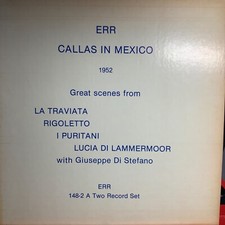 ERR
CALLAS IN MEXICO
1952
Great scenes from
LA TRAVIATA
RIGOLETTO
I PURITANI
LUCIA DI LAMMERMOOR
with Giuseppe Di Stefano
ERR
148-2 A Two Record Set